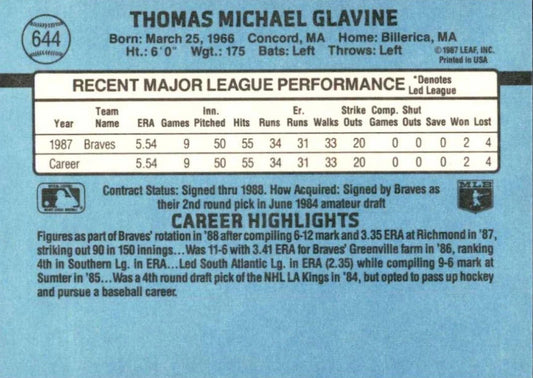 644
THOMAS MICHAEL GLAVINE
Born: March 25, 1966 Concord, MA Home: Billerica, MA
Ht.: 6'0" Wgt.: 175 Bats: Left Throws: Left
©1987 LEAF, INC.
Printed in USA
RECENT MAJOR LEAGUE PERFORMANCE *Denotes Led League
Year Team Name ERA Games Inn. Pitched Hits Runs Er. Runs Walks Strike Outs Comp. Games Shut Outs Save Won Lost
1987 Braves 5.54 9 50 55 34 31 33 20 0 0 0 2 4
Career 5.54 9 50 55 34 31 33 20 0 0 0 2 4
Contract Status: Signed thru 1988. How Acquired: Signed by Braves as
their 2nd round pick in June 1984 amateur draft
MLB
CAREER HIGHLIGHTS
Figures as part of Braves' rotation in '88 after compiling 6-12 mark and 3.35 ERA at Richmond in '87,
striking out 90 in 150 innings...Was 11-6 with 3.41 ERA for Braves' Greenville farm in '86, ranking
4th in Southern Lg. in ERA...Led South Atlantic Lg. in ERA (2.35) while compiling 9-6 mark at
Sumter in '85...Was a 4th round draft pick of the NHL LA Kings in '84, but opted to pass up hockey
and pursue a baseball career.